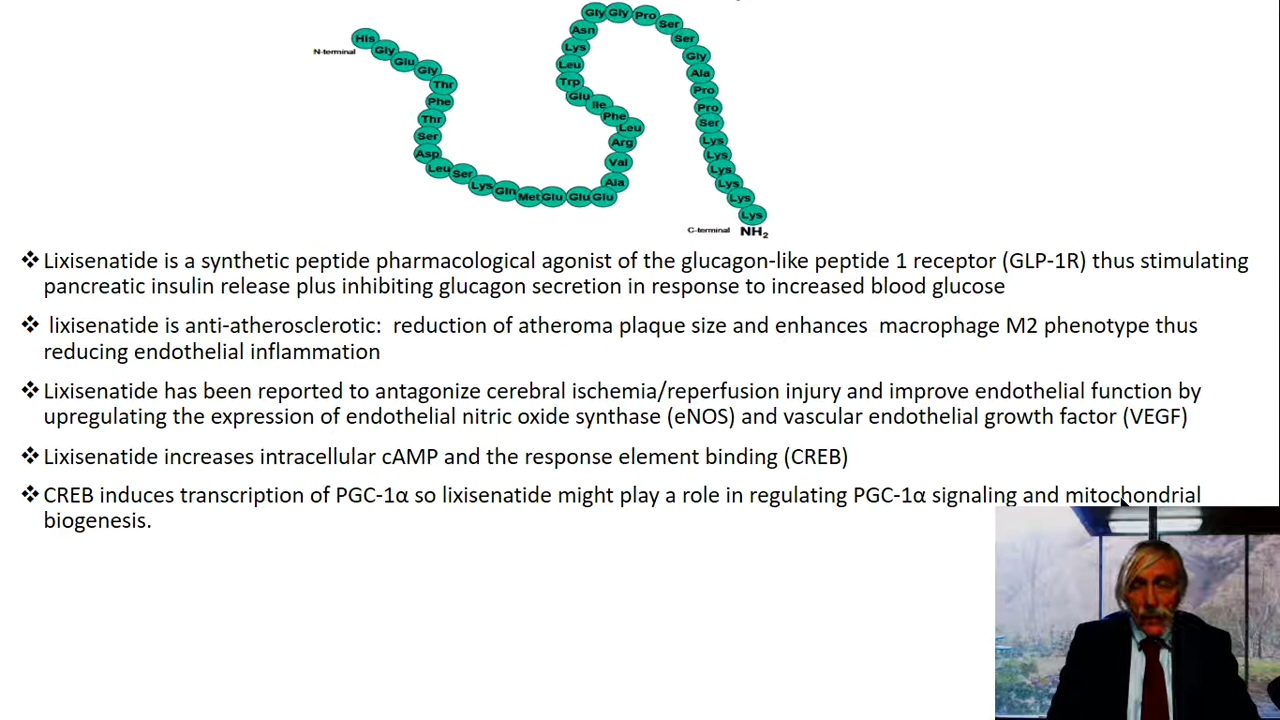 N-terminal
His
Gly
Glu
Gly
Thr
Phe
Thr
Ser
Asp
Leu
Ser
Lys
Gln
Met
Glu
Glu
Glu
Ala
Val
Arg
Leu
Phe
Ile
Glu
Trp
Leu
Lys
Asn
Gly
Gly
Pro
Ser
Ser
Gly
Ala
Pro
Pro
Ser
Lys
Lys
Lys
Lys
Lys
Lys
C-terminal NH2
❖ Lixisenatide is a synthetic peptide pharmacological agonist of the glucagon-like peptide 1 receptor (GLP-1R) thus stimulating
pancreatic insulin release plus inhibiting glucagon secretion in response to increased blood glucose
❖ lixisenatide is anti-atherosclerotic: reduction of atheroma plaque size and enhances macrophage M2 phenotype thus
reducing endothelial inflammation
❖ Lixisenatide has been reported to antagonize cerebral ischemia/reperfusion injury and improve endothelial function by
upregulating the expression of endothelial nitric oxide synthase (eNOS) and vascular endothelial growth factor (VEGF)
❖ Lixisenatide increases intracellular cAMP and the response element binding (CREB)
❖ CREB induces transcription of PGC-1α so lixisenatide might play a role in regulating PGC-1α signaling and mitochondrial
biogenesis.